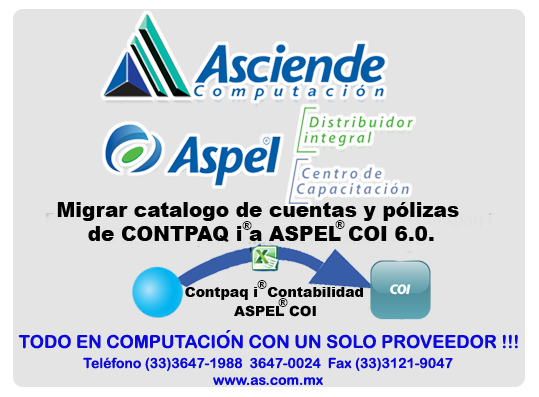 Asciende
Computación
Aspel®
Distribuidor
integral
Centro de
Capacitación
Migrar catalogo de cuentas y pólizas
de CONTPAQ i® a ASPEL® COI 6.0.
Contpaq i® Contabilidad
ASPEL® COI
COI
TODO EN COMPUTACIÓN CON UN SOLO PROVEEDOR !!!
Teléfono (33)3647-1988 3647-0024 Fax (33)3121-9047
www.as.com.mx